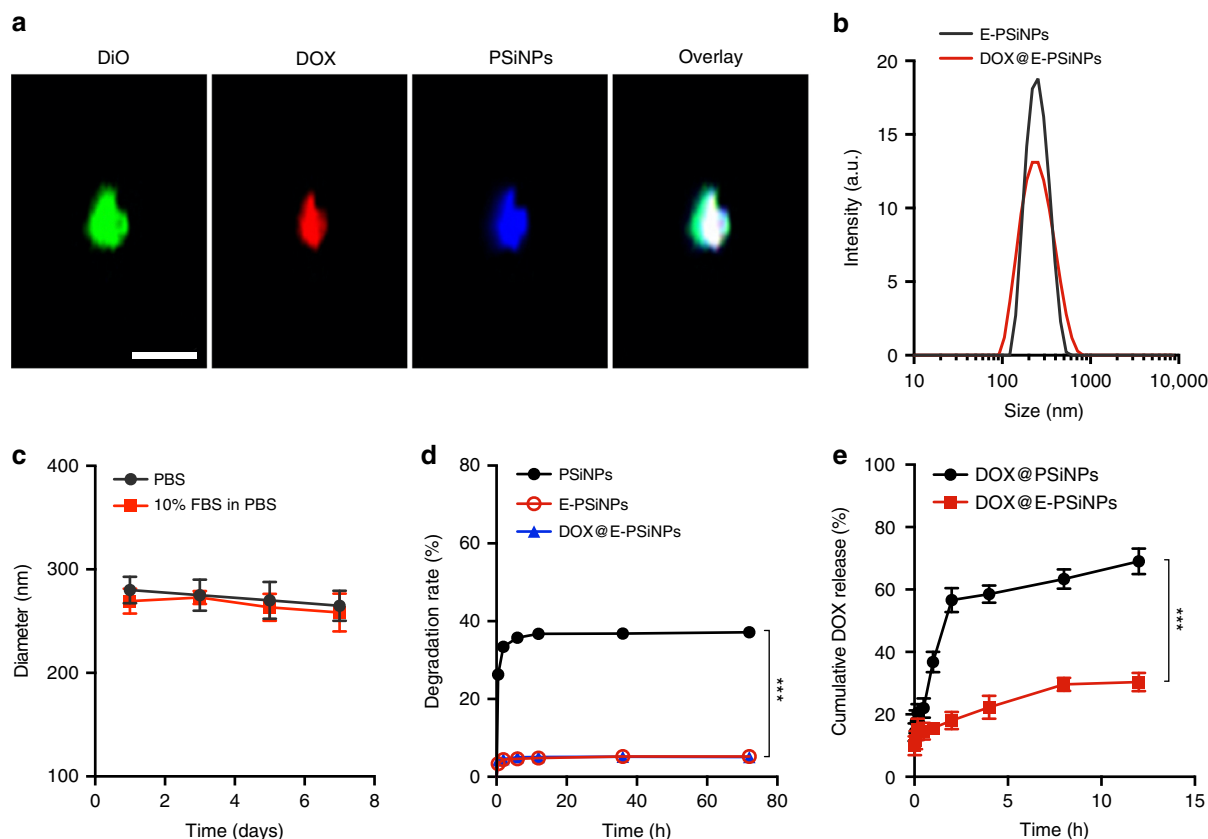 a
DiO DOX PSiNPs Overlay
b
E-PSiNPs
DOX@E-PSiNPs
20
15
10
5
0
Intensity (a.u.)
10 100 1000 10,000
Size (nm)
c
PBS
10% FBS in PBS
400
300
200
100
Diameter (nm)
0 2 4 6 8
Time (days)
d
PSiNPs
E-PSiNPs
DOX@E-PSiNPs
80
60
40
20
0
Degradation rate (%)
***
0 20 40 60 80
Time (h)
e
DOX@PSiNPs
DOX@E-PSiNPs
100
80
60
40
20
0
Cumulative DOX release (%)
***
0 5 10 15
Time (h)